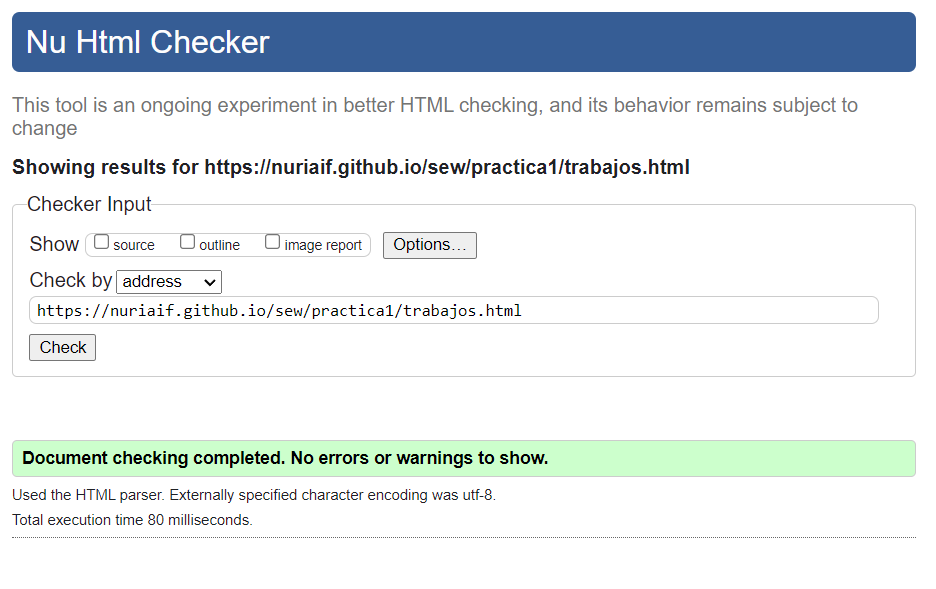 Nu Html Checker
This tool is an ongoing experiment in better HTML checking, and its behavior remains subject to
change
Showing results for https://nuriaif.github.io/sew/practica1/trabajos.html
Checker Input
Show source outline image report Options...
Check by address
https://nuriaif.github.io/sew/practica1/trabajos.html
Check
Document checking completed. No errors or warnings to show.
Used the HTML parser. Externally specified character encoding was utf-8.
Total execution time 80 milliseconds.